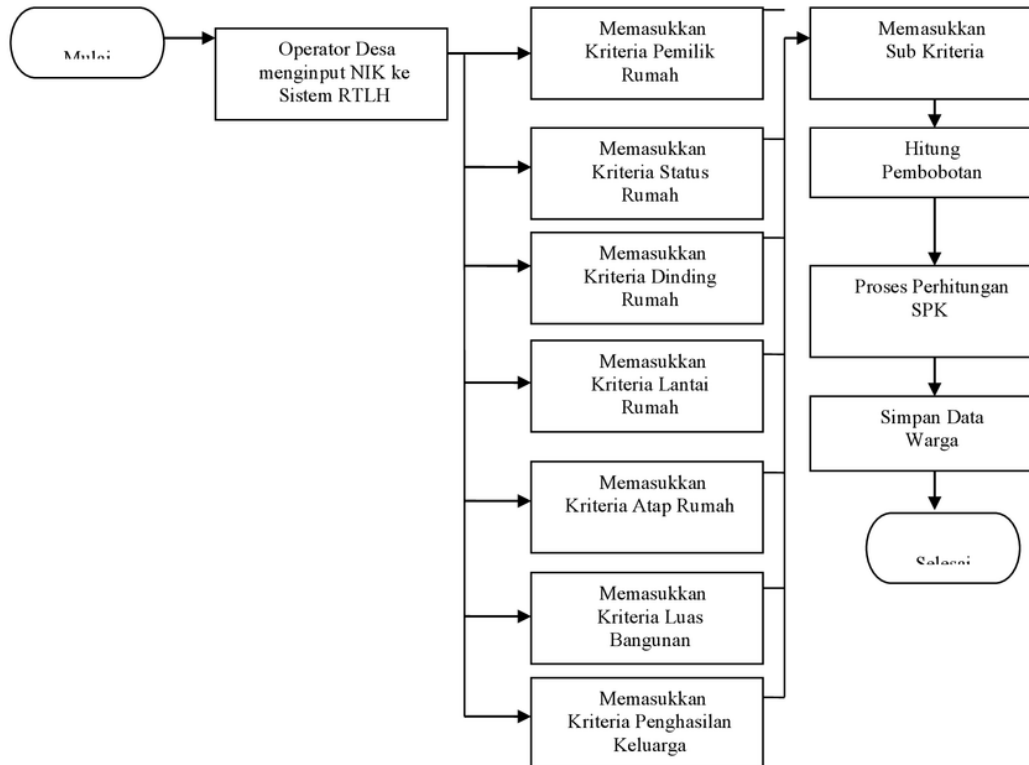 Mulai
Operator Desa
menginput NIK ke
Sistem RTLH
Memasukkan
Kriteria Pemilik
Rumah
Memasukkan
Kriteria Status
Rumah
Memasukkan
Kriteria Dinding
Rumah
Memasukkan
Kriteria Lantai
Rumah
Memasukkan
Kriteria Atap Rumah
Memasukkan
Kriteria Luas
Bangunan
Memasukkan
Kriteria Penghasilan
Keluarga
Memasukkan
Sub Kriteria
Hitung
Pembobotan
Proses Perhitungan
SPK
Simpan Data
Warga
Selesai